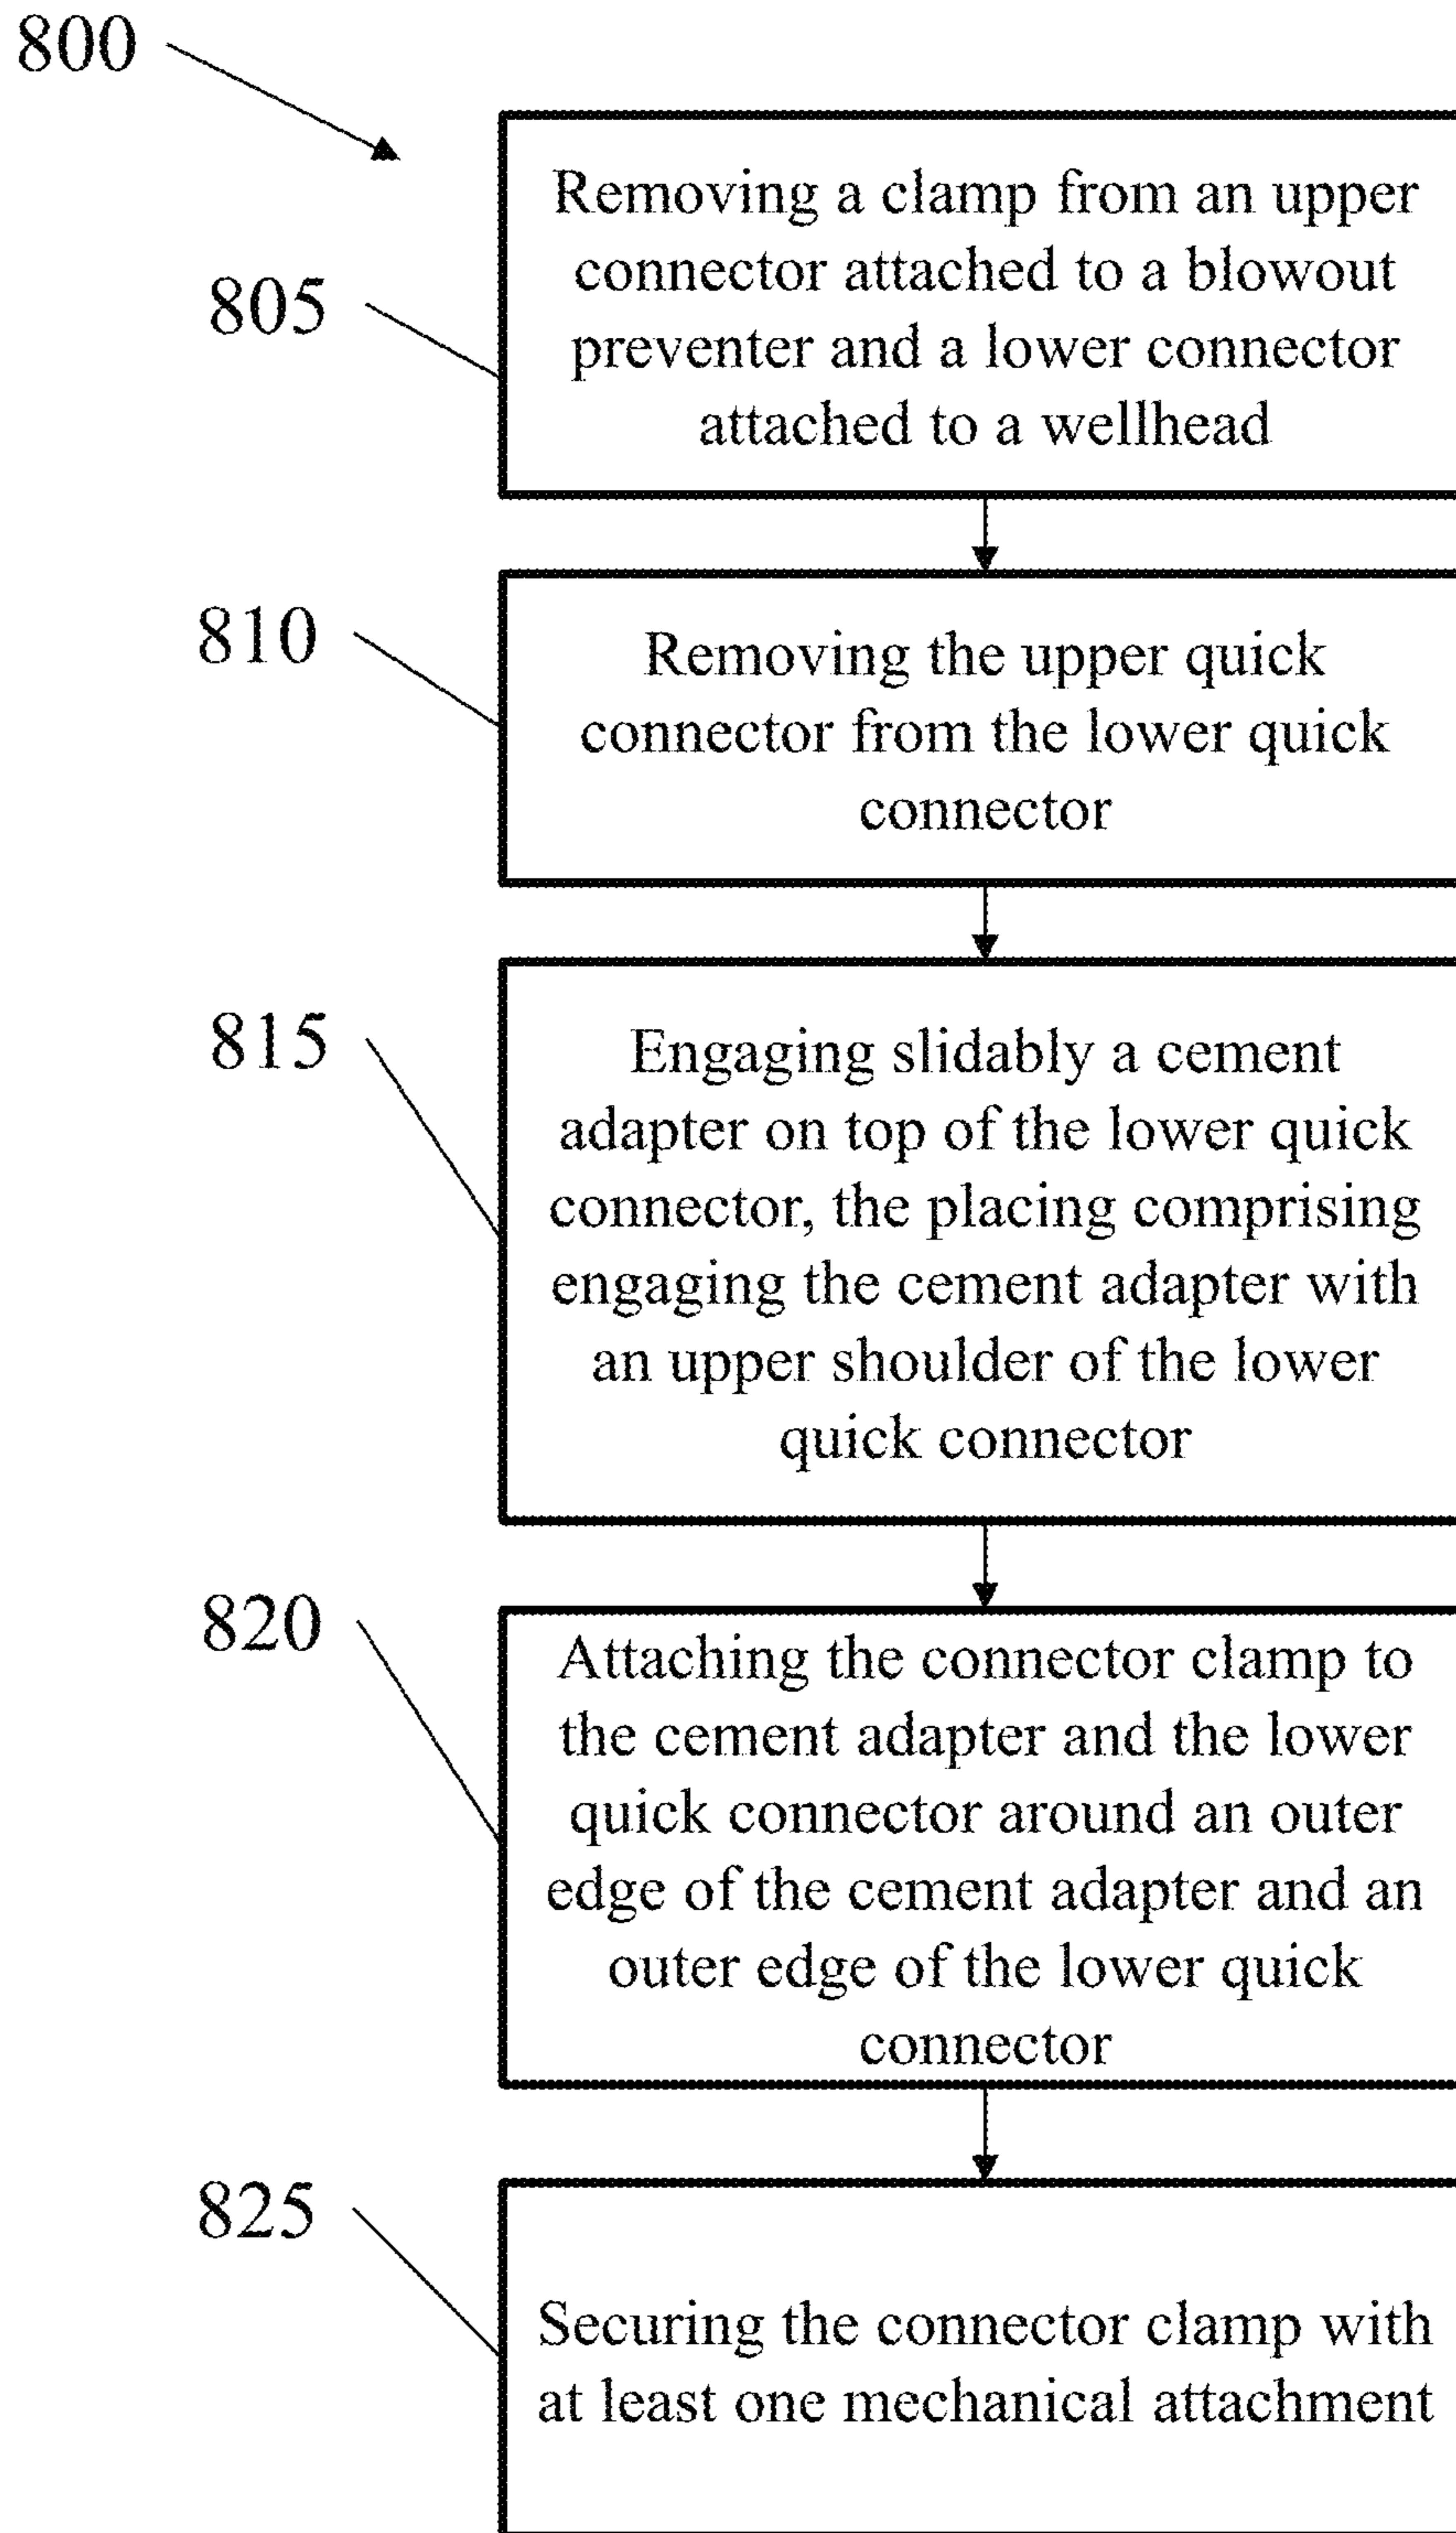 800
805
Removing a clamp from an upper
connector attached to a blowout
preventer and a lower connector
attached to a wellhead
810
Removing the upper quick
connector from the lower quick
connector
815
Engaging slidably a cement
adapter on top of the lower quick
connector, the placing comprising
engaging the cement adapter with
an upper shoulder of the lower
quick connector
820
Attaching the connector clamp to
the cement adapter and the lower
quick connector around an outer
edge of the cement adapter and an
outer edge of the lower quick
connector
825
Securing the connector clamp with
at least one mechanical attachment